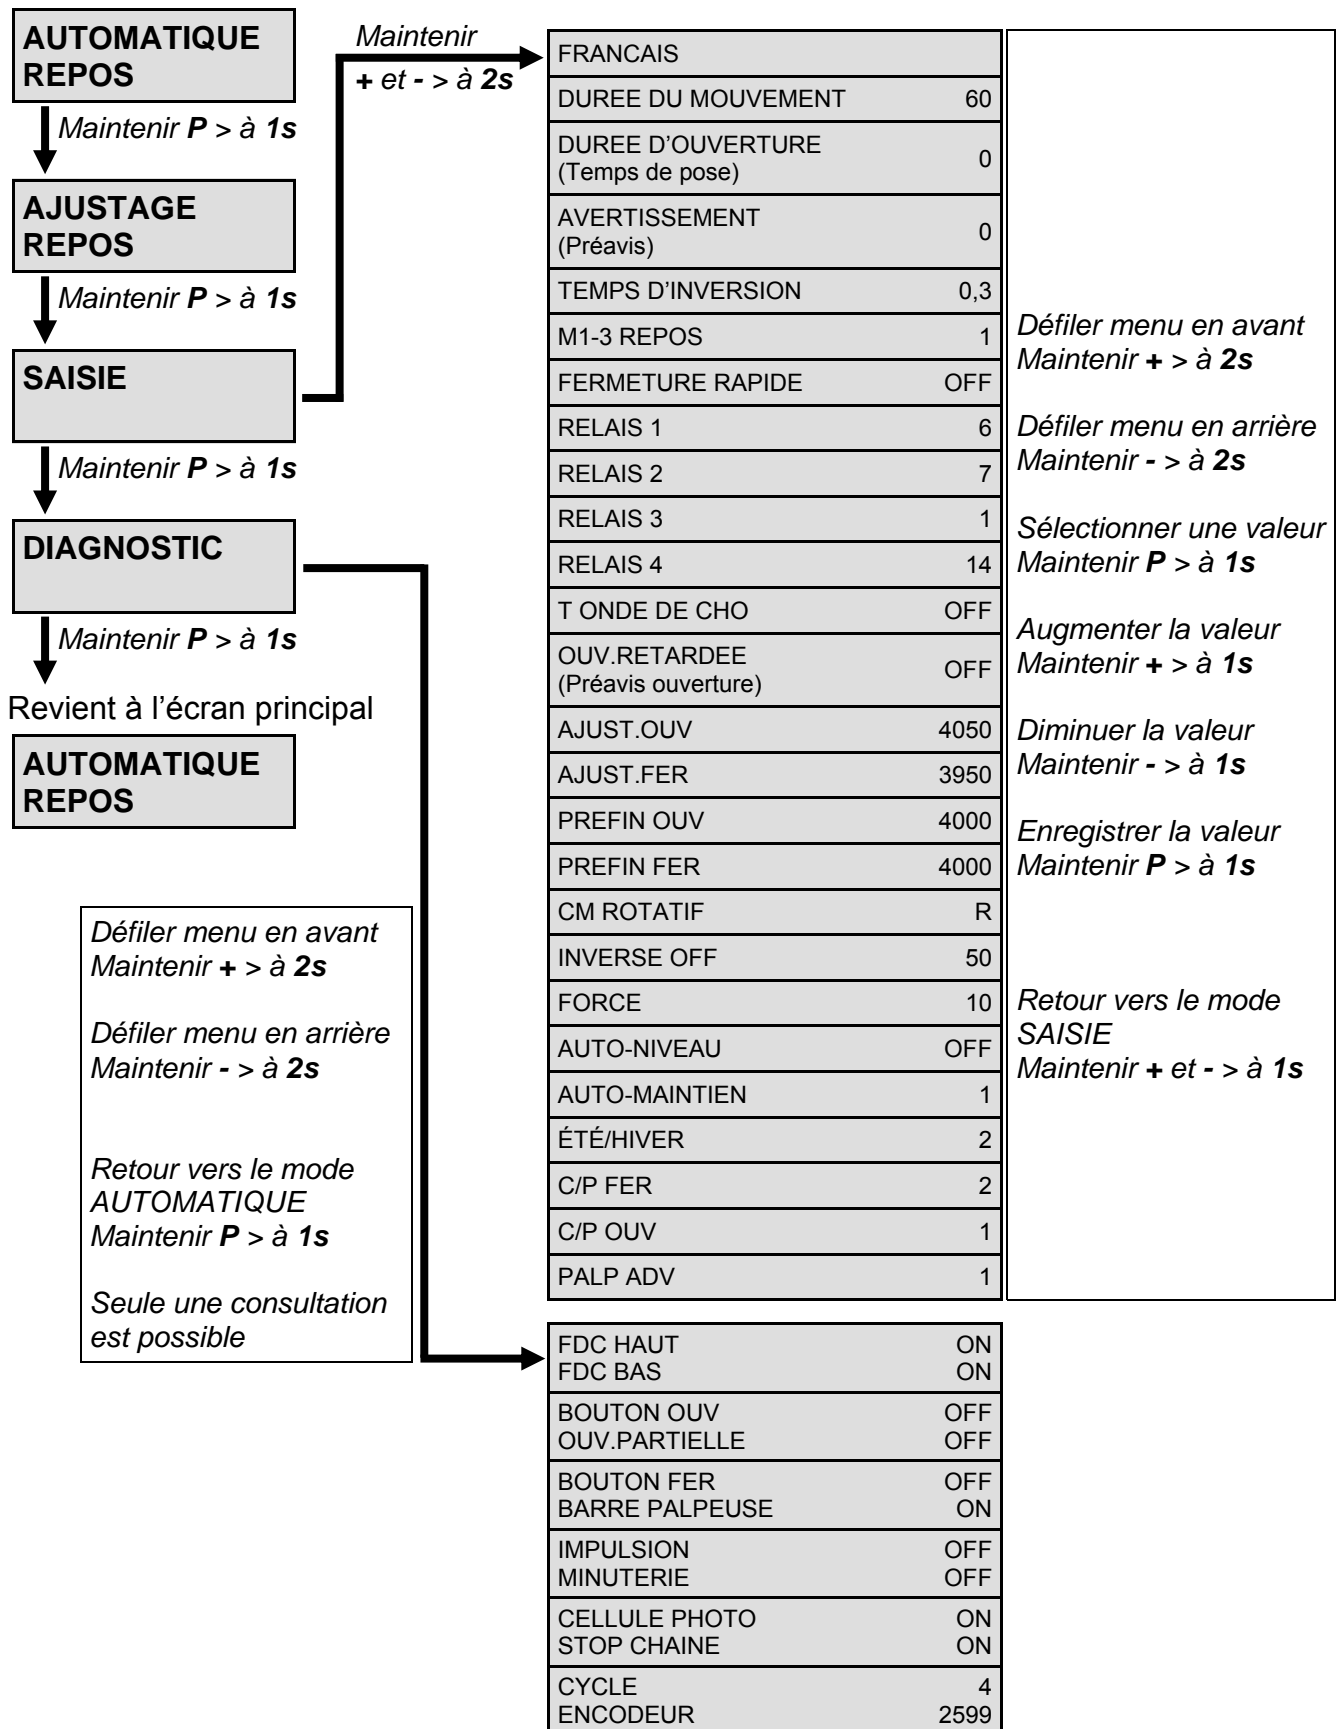 AUTOMATIQUE
REPOS
Maintenir P > à 1s
AJUSTAGE
REPOS
Maintenir P > à 1s
SAISIE
Maintenir P > à 1s
DIAGNOSTIC
Maintenir P > à 1s
Revient à l'écran principal
AUTOMATIQUE
REPOS
Maintenir
+ et - > à 2s
FRANCAIS
DUREE DU MOUVEMENT 60
DUREE D'OUVERTURE
(Temps de pose) 0
AVERTISSEMENT
(Préavis) 0
TEMPS D'INVERSION 0,3
M1-3 REPOS 1
FERMETURE RAPIDE OFF
RELAIS 1 6
RELAIS 2 7
RELAIS 3 1
RELAIS 4 14
T ONDE DE CHO OFF
OUV.RETARDEE
(Préavis ouverture) OFF
AJUST.OUV 4050
AJUST.FER 3950
PREFIN OUV 4000
PREFIN FER 4000
CM ROTATIF R
INVERSE OFF 50
FORCE 10
AUTO-NIVEAU OFF
AUTO-MAINTIEN 1
ÉTÉ/HIVER 2
C/P FER 2
C/P OUV 1
PALP ADV 1
Défiler menu en avant
Maintenir + > à 2s
Défiler menu en arrière
Maintenir - > à 2s
Sélectionner une valeur
Maintenir P > à 1s
Augmenter la valeur
Maintenir + > à 1s
Diminuer la valeur
Maintenir - > à 1s
Enregistrer la valeur
Maintenir P > à 1s
Retour vers le mode
SAISIE
Maintenir + et - > à 1s
Défiler menu en avant
Maintenir + > à 2s
Défiler menu en arrière
Maintenir - > à 2s
Retour vers le mode
AUTOMATIQUE
Maintenir P > à 1s
Seule une consultation
est possible
FDC HAUT ON
FDC BAS ON
BOUTON OUV OFF
OUV.PARTIELLE OFF
BOUTON FER OFF
BARRE PALPEUSE ON
IMPULSION OFF
MINUTERIE OFF
CELLULE PHOTO ON
STOP CHAINE ON
CYCLE 4
ENCODEUR 2599